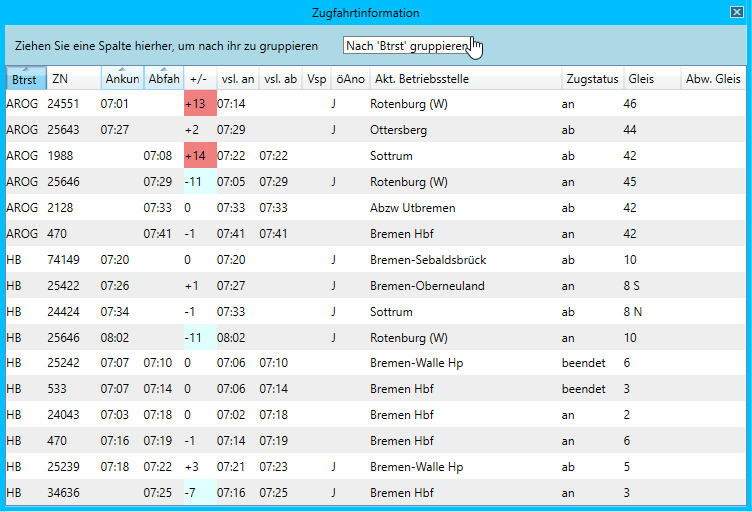 Zugfahrtinformation
Ziehen Sie eine Spalte hierher, um nach ihr zu gruppieren Nach 'Btrst' gruppieren
Btrst ZN Ankun Abfah +/- vsl. an vsl. ab Vsp öAno Akt. Betriebsstelle Zugstatus Gleis Abw. Gleis
AROG 24551 07:01 +13 07:14 J Rotenburg (W) an 46
AROG 25643 07:27 +2 07:29 J Ottersberg ab 44
AROG 1988 07:08 +14 07:22 07:22 Sottrum ab 42
AROG 25646 07:29 -11 07:05 07:29 J Rotenburg (W) an 45
AROG 2128 07:33 0 07:33 07:33 Abzw Utbremen ab 42
AROG 470 07:41 -1 07:41 07:41 Bremen Hbf an 42
HB 74149 07:20 0 07:20 J Bremen-Sebaldsbrück ab 10
HB 25422 07:26 +1 07:27 J Bremen-Oberneuland an 8 S
HB 24424 07:34 -1 07:33 J Sottrum ab 8 N
HB 25646 08:02 -11 08:02 J Rotenburg (W) an 10
HB 25242 07:07 07:10 0 07:06 07:10 Bremen-Walle Hp beendet 6
HB 533 07:07 07:14 0 07:06 07:14 Bremen Hbf beendet 3
HB 24043 07:03 07:18 0 07:02 07:18 Bremen Hbf an 2
HB 470 07:16 07:19 -1 07:14 07:19 Bremen Hbf an 6
HB 25239 07:18 07:22 +3 07:21 07:23 J Bremen-Walle Hp ab 5
HB 34636 07:25 -7 07:16 07:25 J Bremen Hbf an 3